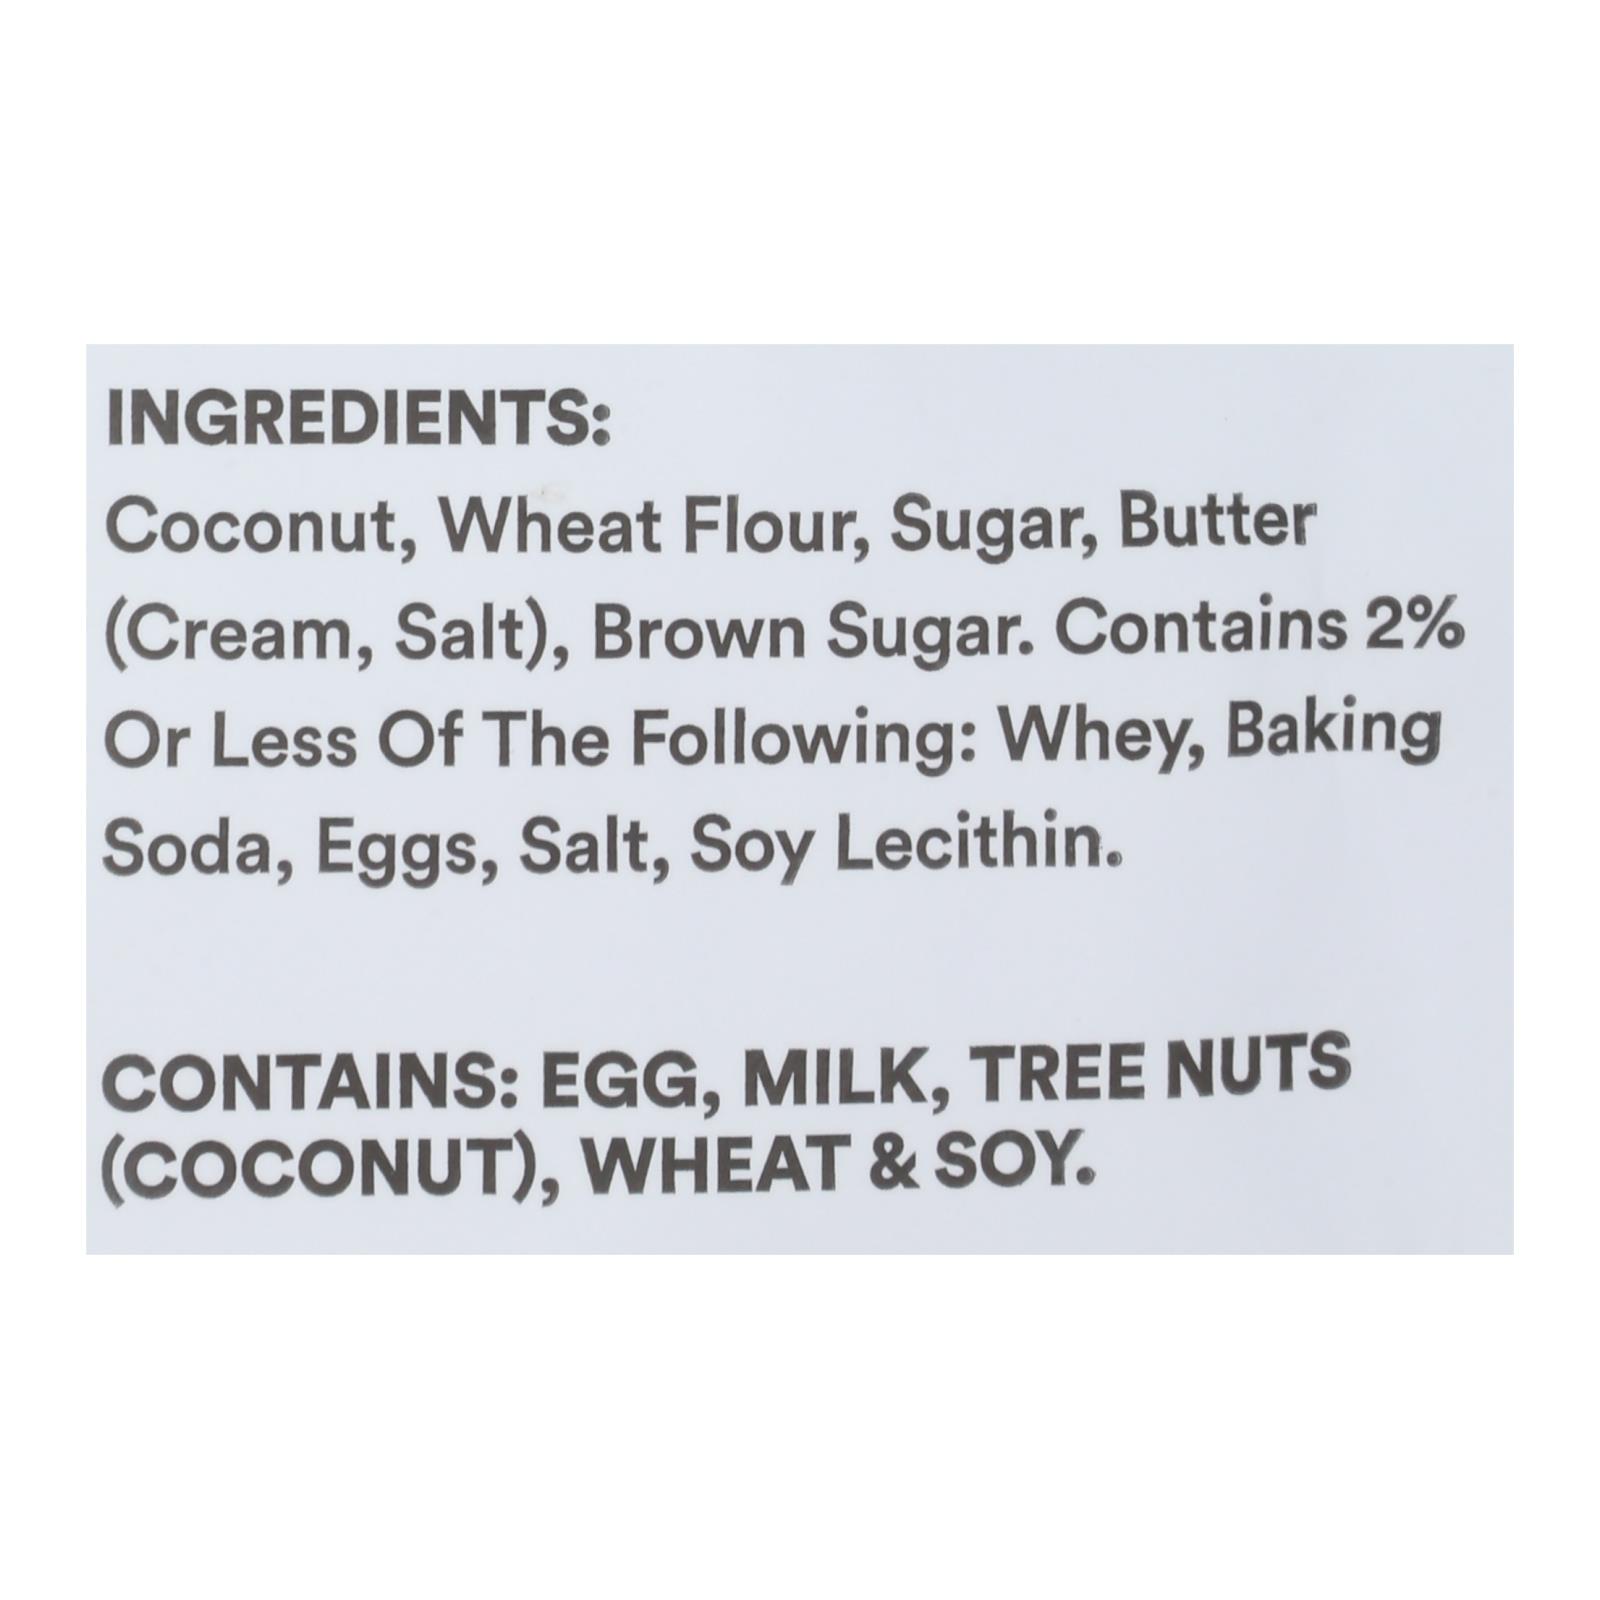 INGREDIENTS:
Coconut, Wheat Flour, Sugar, Butter
(Cream, Salt), Brown Sugar. Contains 2%
Or Less Of The Following: Whey, Baking
Soda, Eggs, Salt, Soy Lecithin.
CONTAINS: EGG, MILK, TREE NUTS
(COCONUT), WHEAT & SOY.